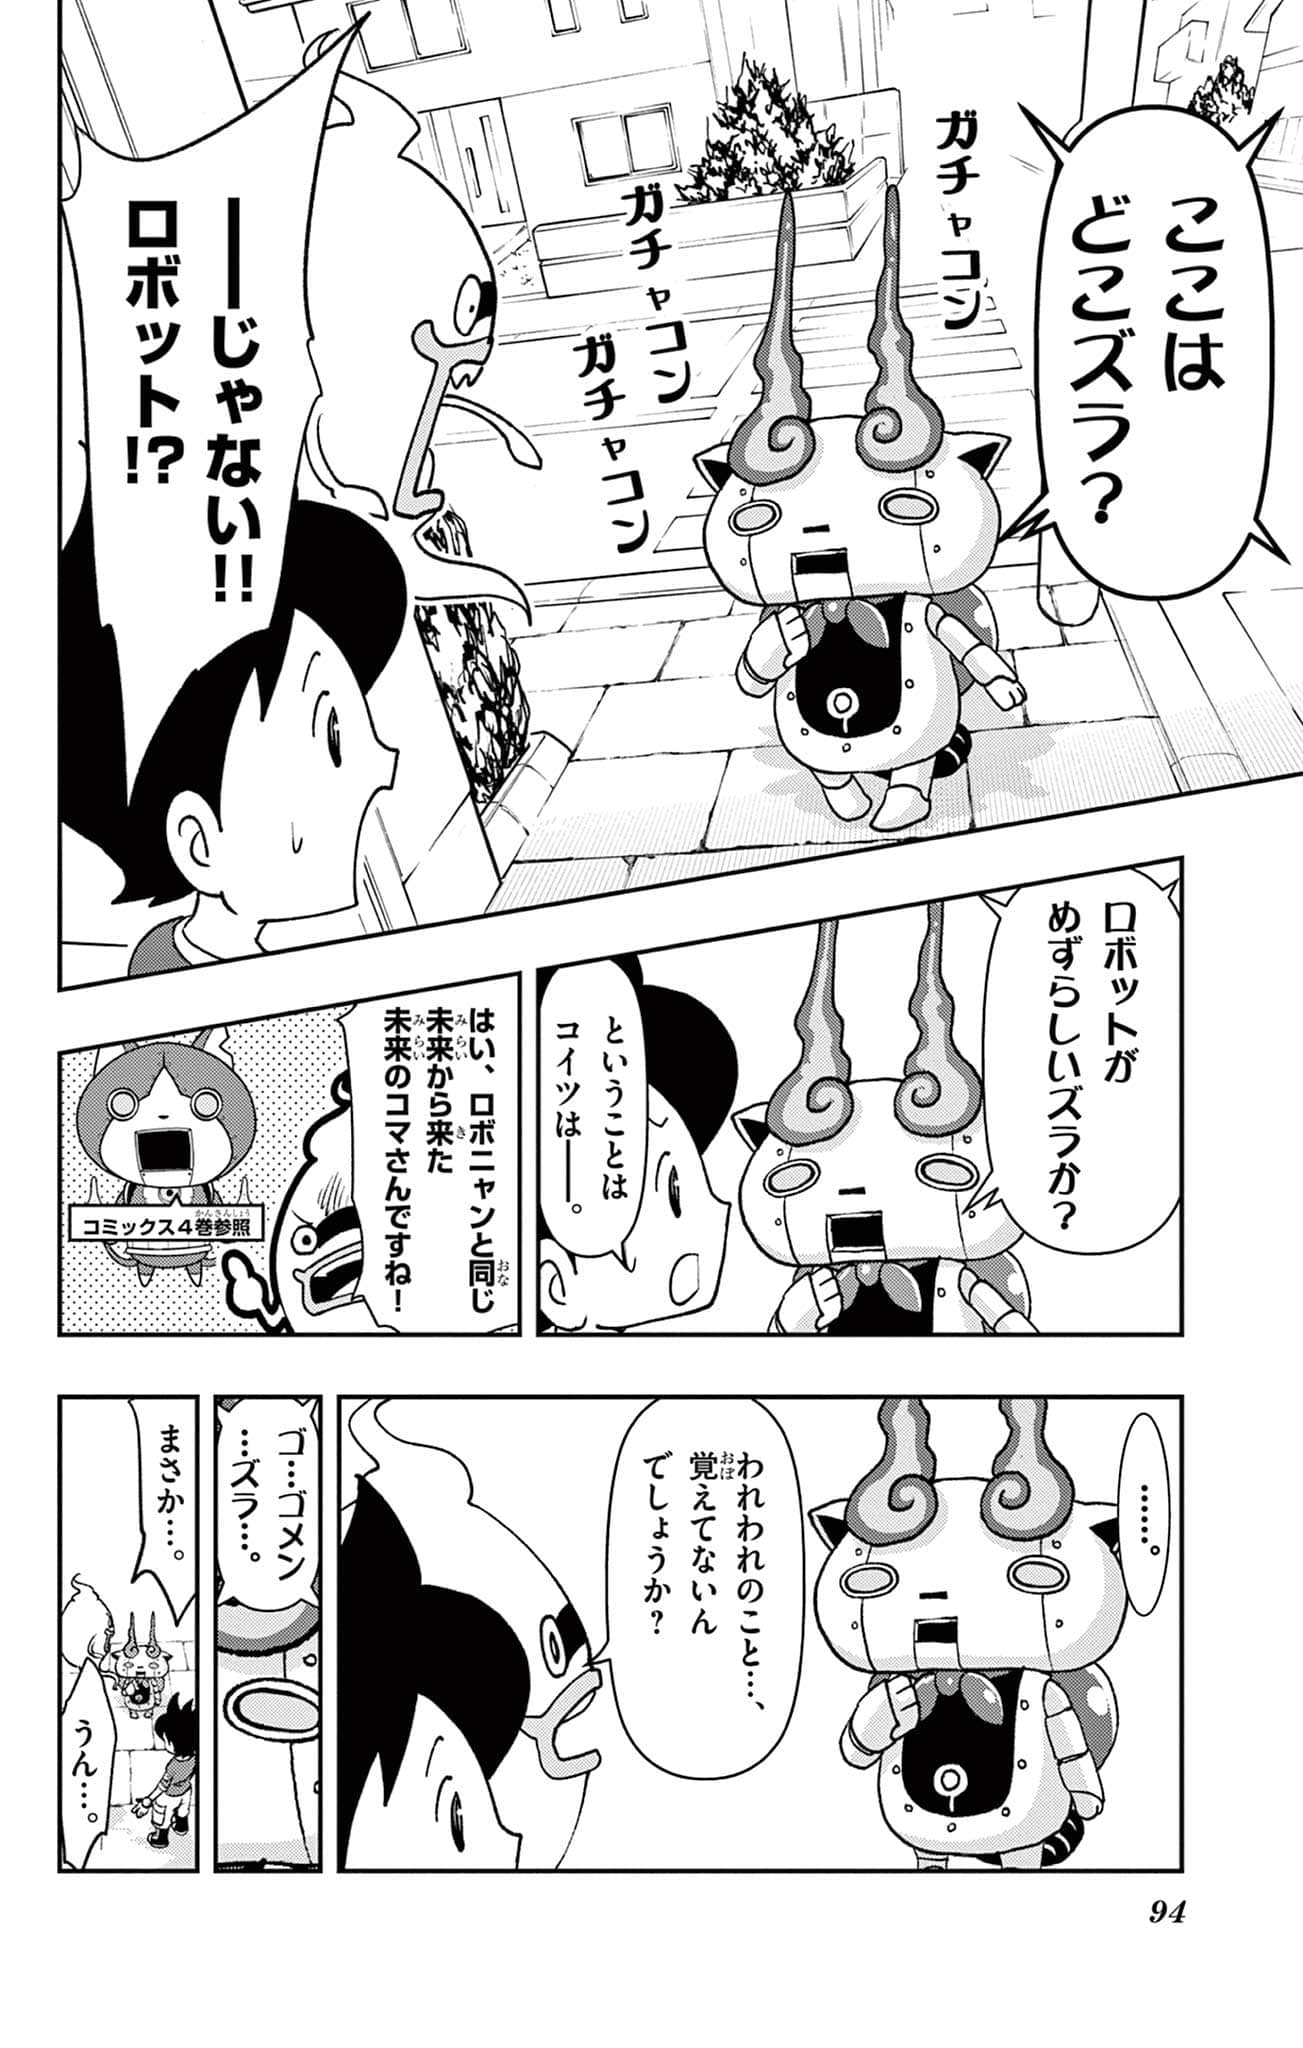 ここは
どこズラ？
ガチャコン
ガチャコン
ガチャコン
――じゃない!!
ロボット!?
ロボットが
めずらしいズラか？
ということは
コイツは――。
はい、ロボニャンと同じ
未来から来た
未来のコマさんですね！
コミックス4巻参照
……。
われわれのこと…、
覚えてないん
でしょうか？
ゴ…ゴメン
…ズラ…。
まさか…。
うん…。
94